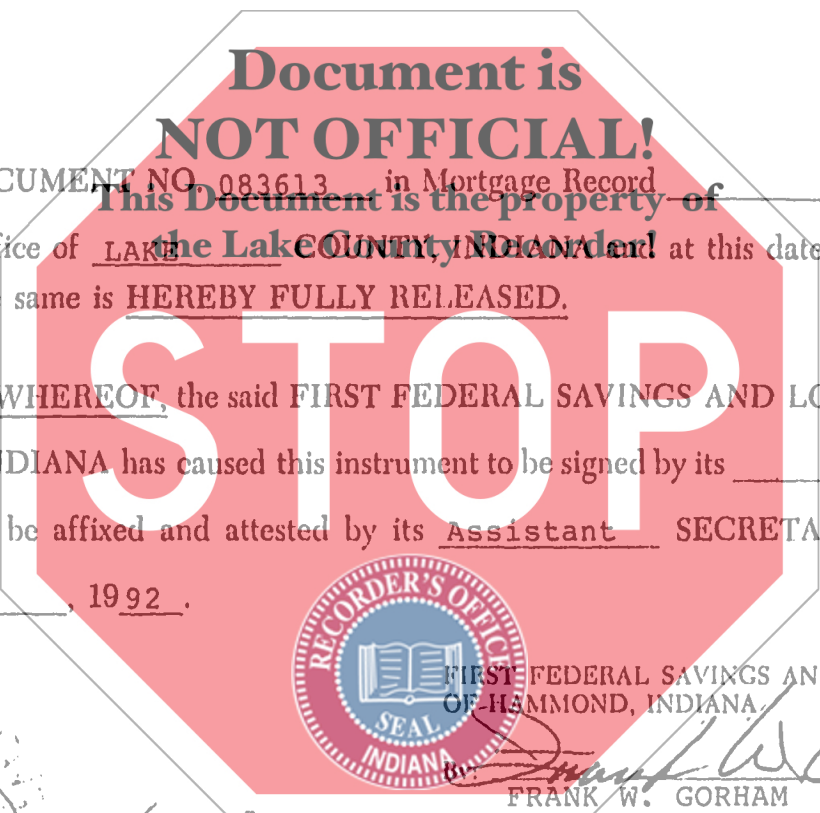 Document is
NOT OFFICIAL!
CUMENT NO. 083613 in Mortgage Record
This Document is the property of
ice of LAKE COUNTY, INDIANA and at this date
the Lake County Recorder!
same is HEREBY FULLY RELEASED.
STOP
WHEREOF, the said FIRST FEDERAL SAVINGS AND LO
DIANA has caused this instrument to be signed by its
be affixed and attested by its Assistant SECRETA
, 1992.
RECORDER'S OFFICE
SEAL
INDIANA
FIRST FEDERAL SAVINGS AN
OF HAMMOND, INDIANA
By:
FRANK W. GORHAM